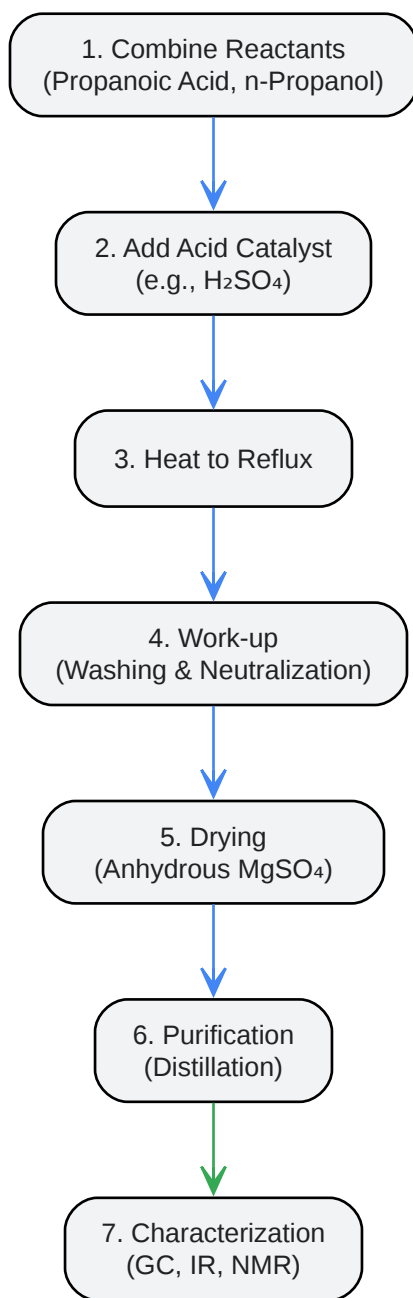 1. Combine Reactants
(Propanoic Acid, n-Propanol)
2. Add Acid Catalyst
(e.g., H₂SO₄)
3. Heat to Reflux
4. Work-up
(Washing & Neutralization)
5. Drying
(Anhydrous MgSO₄)
6. Purification
(Distillation)
7. Characterization
(GC, IR, NMR)